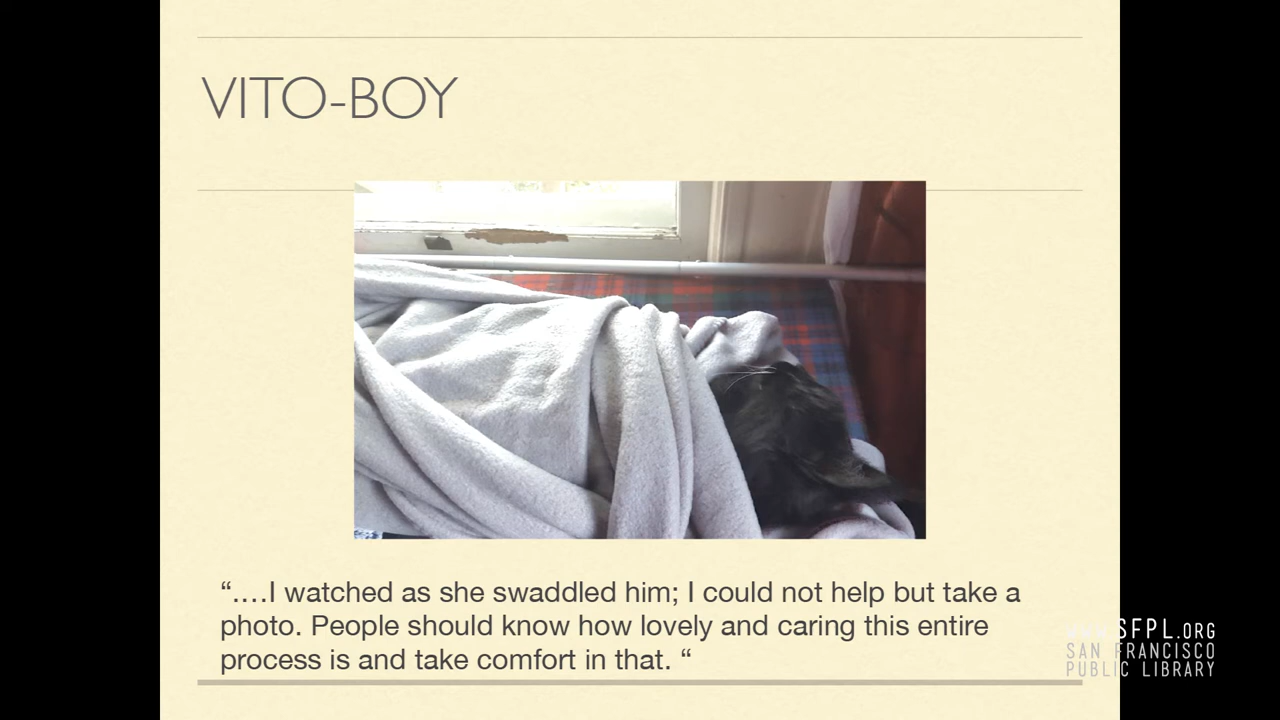 VITO-BOY
“....I watched as she swaddled him; I could not help but take a
photo. People should know how lovely and caring this entire
process is and take comfort in that. “
WWW.SFPL.ORG
SAN FRANCISCO
PUBLIC LIBRARY